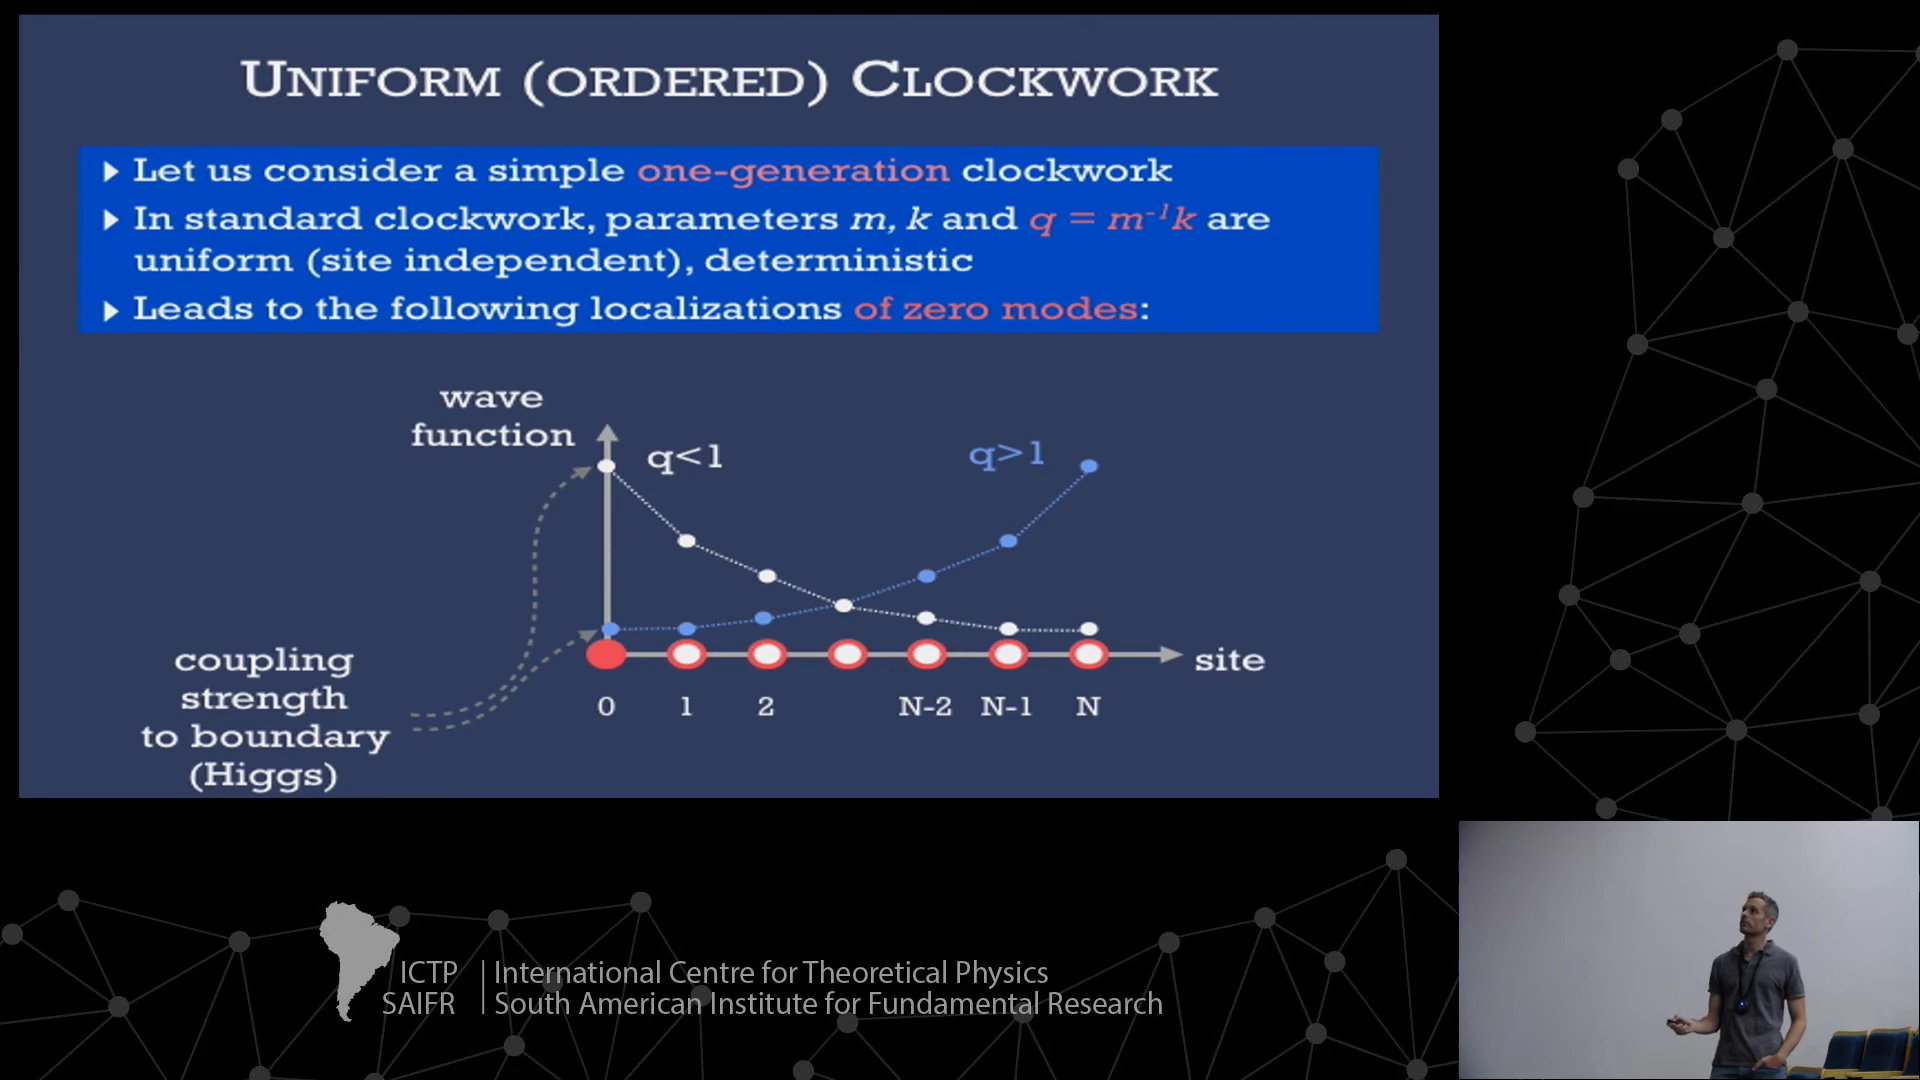 UNIFORM (ORDERED) CLOCKWORK
Let us consider a simple one-generation clockwork
In standard clockwork, parameters m, k and q = m⁻¹k are
uniform (site independent), deterministic
Leads to the following localizations of zero modes:
wave
function
q<1
q>1
coupling
strength
to boundary
(Higgs)
site
0 1 2 N-2 N-1 N
ICTP
SAIFR
International Centre for Theoretical Physics
South American Institute for Fundamental Research